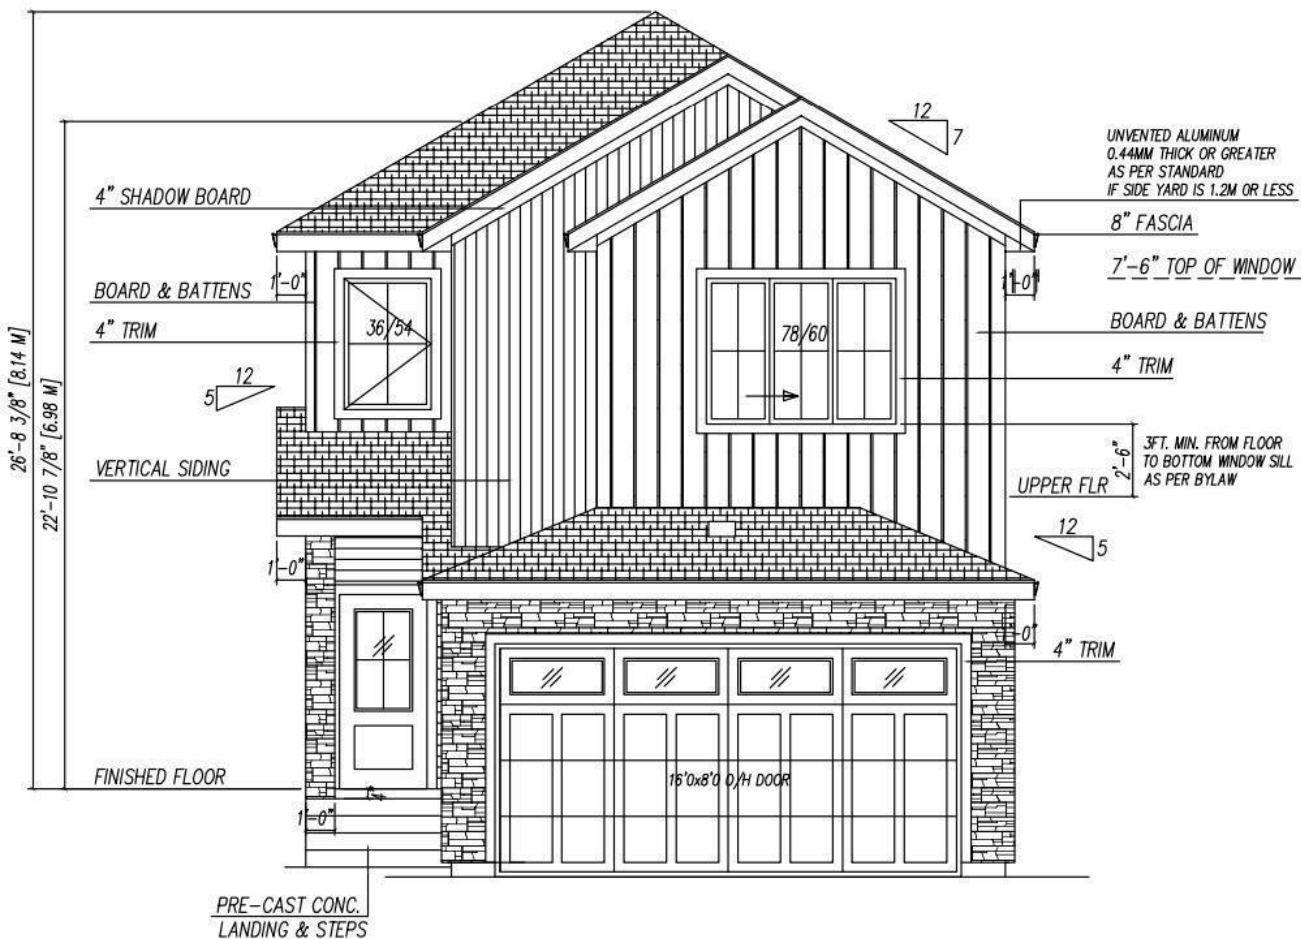 12
7
UNVENTED ALUMINUM
0.44MM THICK OR GREATER
AS PER STANDARD
IF SIDE YARD IS 1.2M OR LESS
4" SHADOW BOARD
8" FASCIA
7'-6" TOP OF WINDOW
1'-0"
1'-0"
BOARD & BATTENS
36/54
78/60
BOARD & BATTENS
4" TRIM
4" TRIM
26'-8 3/8" [8.14 M]
22'-10 7/8" [6.98 M]
12
5
VERTICAL SIDING
2'-6"
3FT. MIN. FROM FLOOR
TO BOTTOM WINDOW SILL
AS PER BYLAW
UPPER FLR
12
5
1'-0"
-0"
4" TRIM
FINISHED FLOOR
16'0x8'0 O/H DOOR
1'-0"
PRE-CAST CONC.
LANDING & STEPS